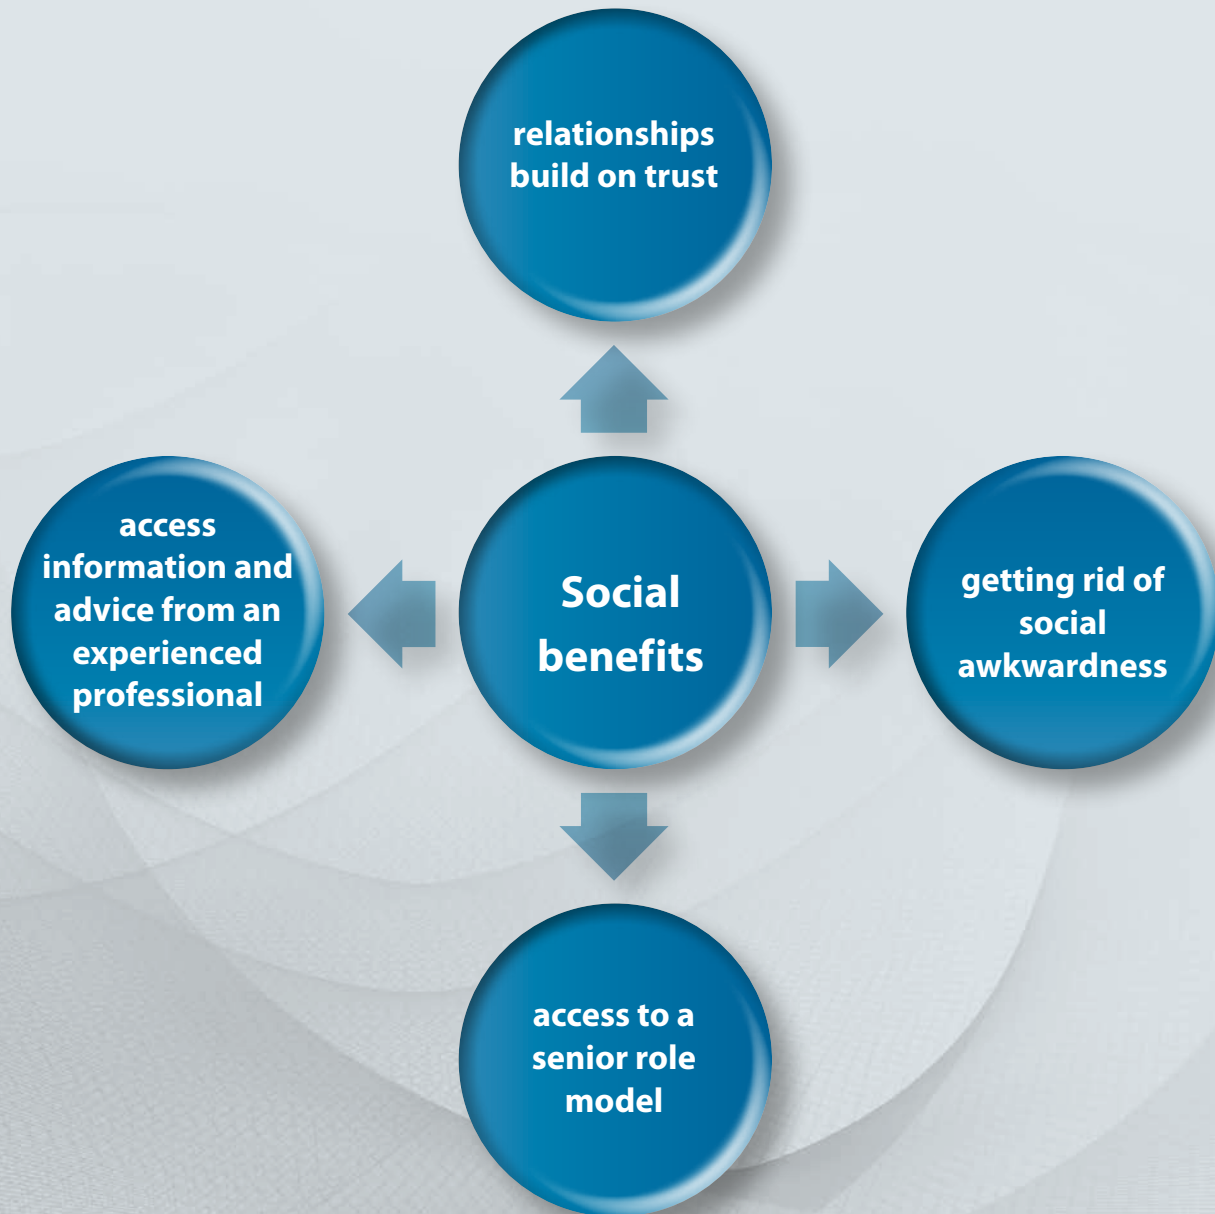 relationships
build on trust
access
information and
advice from an
experienced
professional
Social
benefits
getting rid of
social
awkwardness
access to a
senior role
model